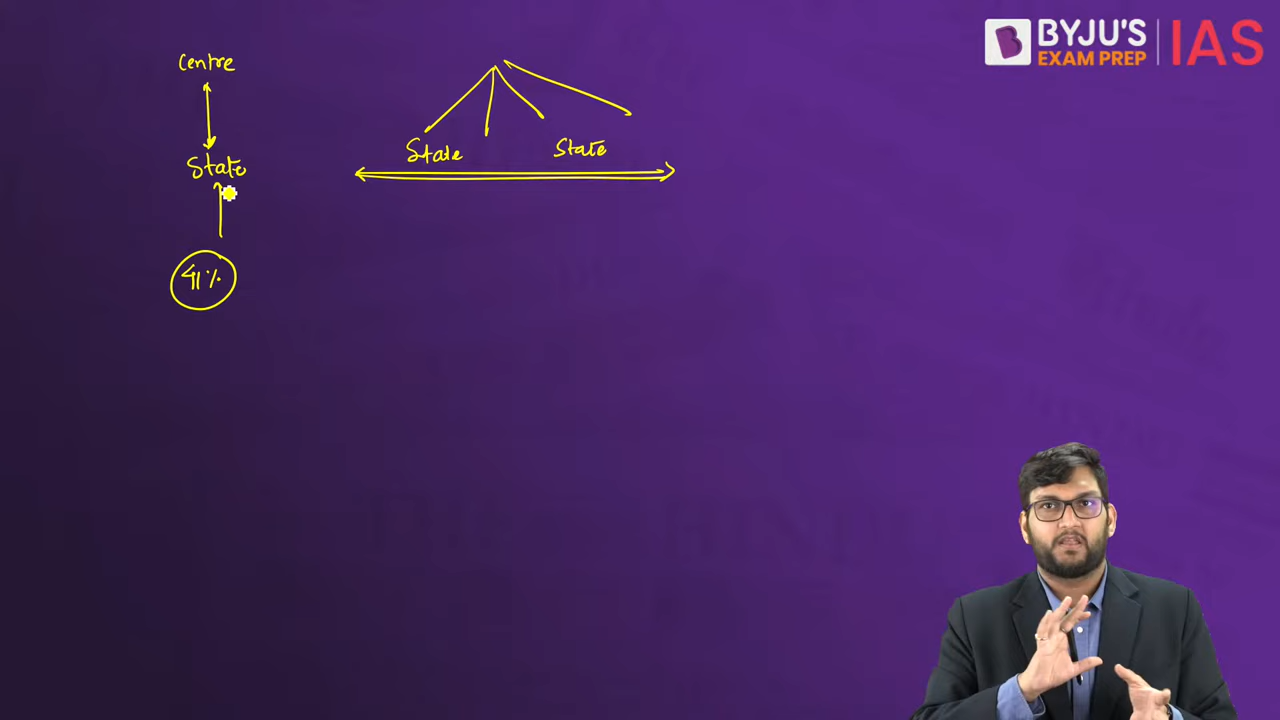 Centre
State
41%
State State
BYJU'S
EXAM PREP
IAS